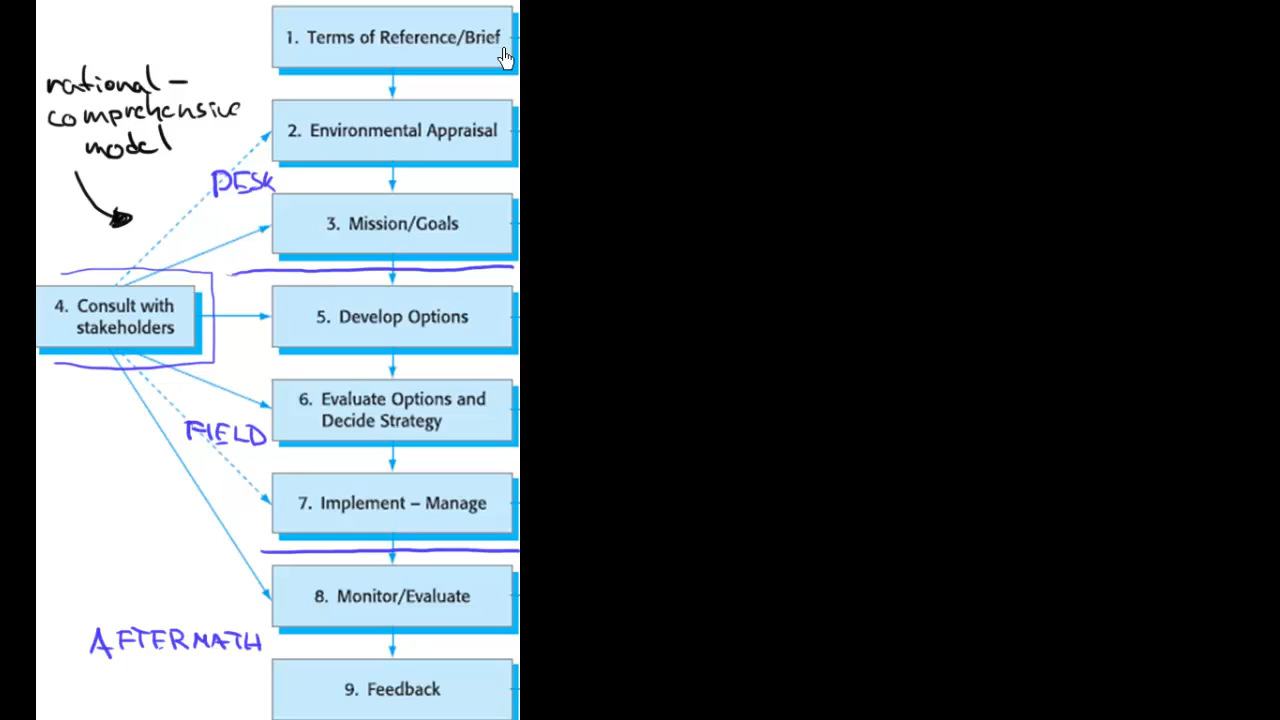 1. Terms of Reference/Brief
rational -
comprehensive
model
2. Environmental Appraisal
DESK
3. Mission/Goals
4. Consult with
stakeholders
5. Develop Options
6. Evaluate Options and
Decide Strategy
FIELD
7. Implement – Manage
8. Monitor/Evaluate
AFTERMATH
9. Feedback